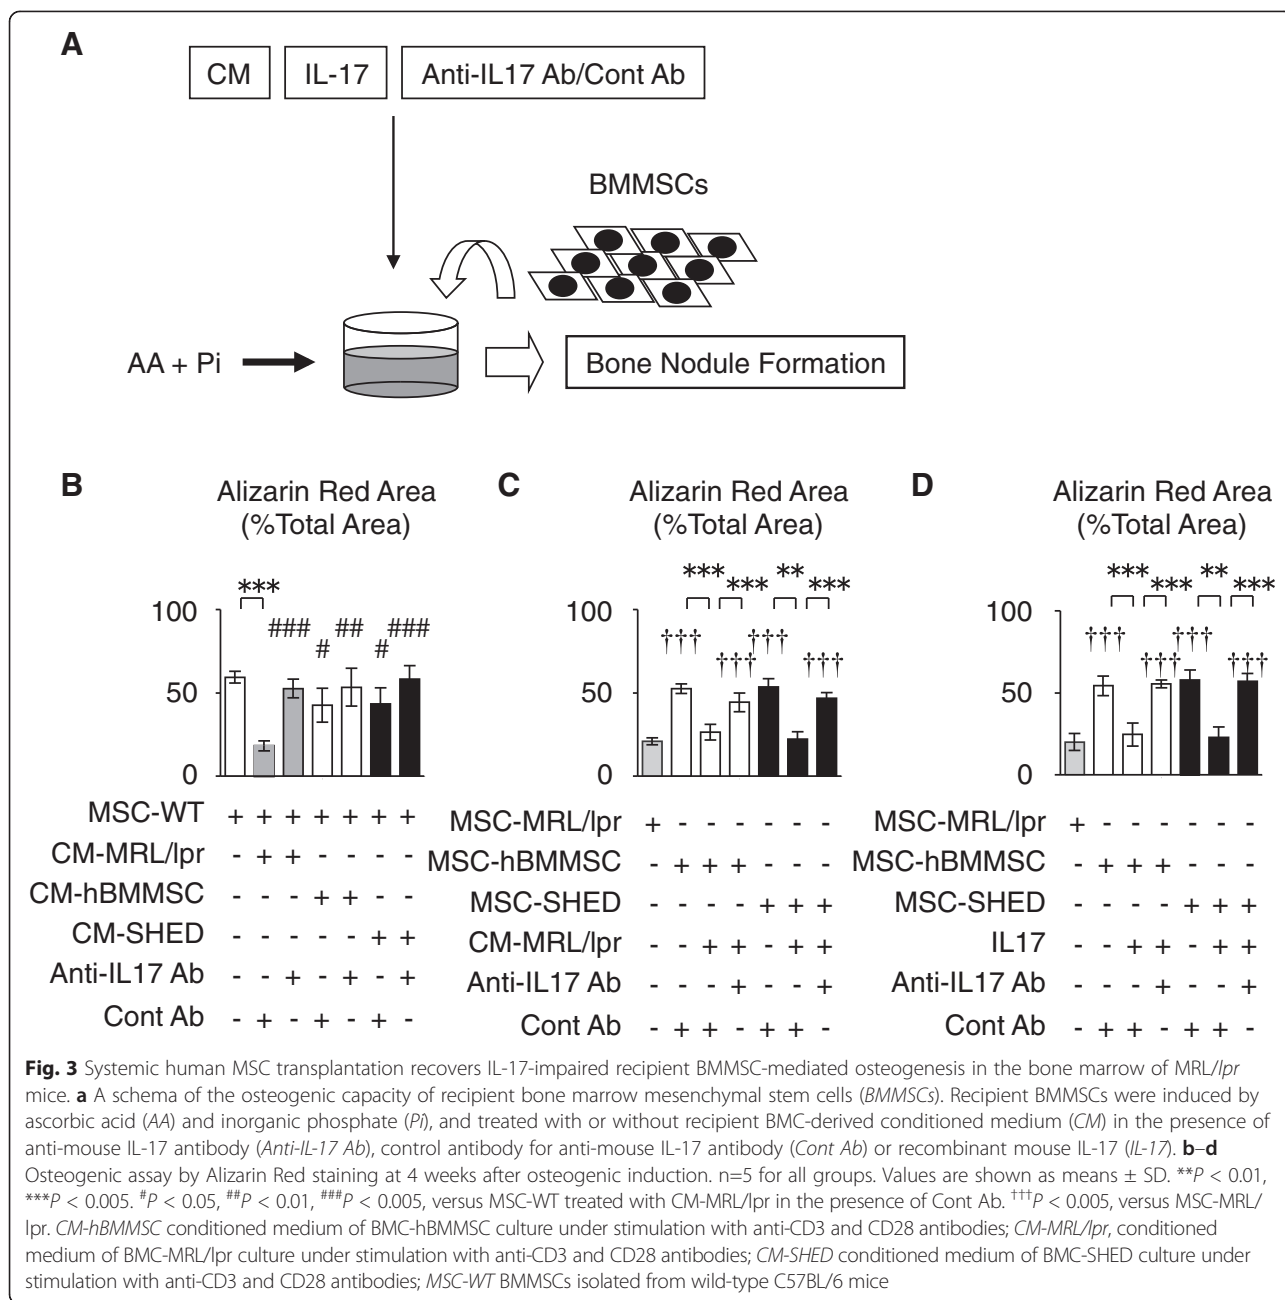 A
CM
IL-17
Anti-IL17 Ab/Cont Ab
BMMSCs
AA + Pi
Bone Nodule Formation
B
Alizarin Red Area
(%Total Area)
***
### # ## # ###
100
50
0
MSC-WT + + + + + + +
CM-MRL/lpr - + + - - - -
CM-hBMMSC - - - + + - -
CM-SHED - - - - - + +
Anti-IL17 Ab - - + - + - +
Cont Ab - + - + - + -
C
Alizarin Red Area
(%Total Area)
*** *** ** ***
††† ††† ††† †††
100
50
0
MSC-MRL/lpr + - - - - - -
MSC-hBMMSC - + + + - - -
MSC-SHED - - - - + + +
CM-MRL/lpr - - + + - + +
Anti-IL17 Ab - - - + - - +
Cont Ab - + + - + + -
D
Alizarin Red Area
(%Total Area)
*** *** ** ***
††† ††† ††† †††
100
50
0
MSC-MRL/lpr + - - - - - -
MSC-hBMMSC - + + + - - -
MSC-SHED - - - - + + +
IL17 - - + + - + +
Anti-IL17 Ab - - - + - - +
Cont Ab - + + - + + -
Fig. 3 Systemic human MSC transplantation recovers IL-17-impaired recipient BMMSC-mediated osteogenesis in the bone marrow of MRL/lpr
mice. a A schema of the osteogenic capacity of recipient bone marrow mesenchymal stem cells (BMMSCs). Recipient BMMSCs were induced by
ascorbic acid (AA) and inorganic phosphate (Pi), and treated with or without recipient BMC-derived conditioned medium (CM) in the presence of
anti-mouse IL-17 antibody (Anti-IL-17 Ab), control antibody for anti-mouse IL-17 antibody (Cont Ab) or recombinant mouse IL-17 (IL-17). b–d
Osteogenic assay by Alizarin Red staining at 4 weeks after osteogenic induction. n=5 for all groups. Values are shown as means ± SD. **P < 0.01,
***P < 0.005. #P < 0.05, ##P < 0.01, ###P < 0.005, versus MSC-WT treated with CM-MRL/lpr in the presence of Cont Ab. †††P < 0.005, versus MSC-MRL/
lpr. CM-hBMMSC conditioned medium of BMC-hBMMSC culture under stimulation with anti-CD3 and CD28 antibodies; CM-MRL/lpr, conditioned
medium of BMC-MRL/lpr culture under stimulation with anti-CD3 and CD28 antibodies; CM-SHED conditioned medium of BMC-SHED culture under
stimulation with anti-CD3 and CD28 antibodies; MSC-WT BMMSCs isolated from wild-type C57BL/6 mice